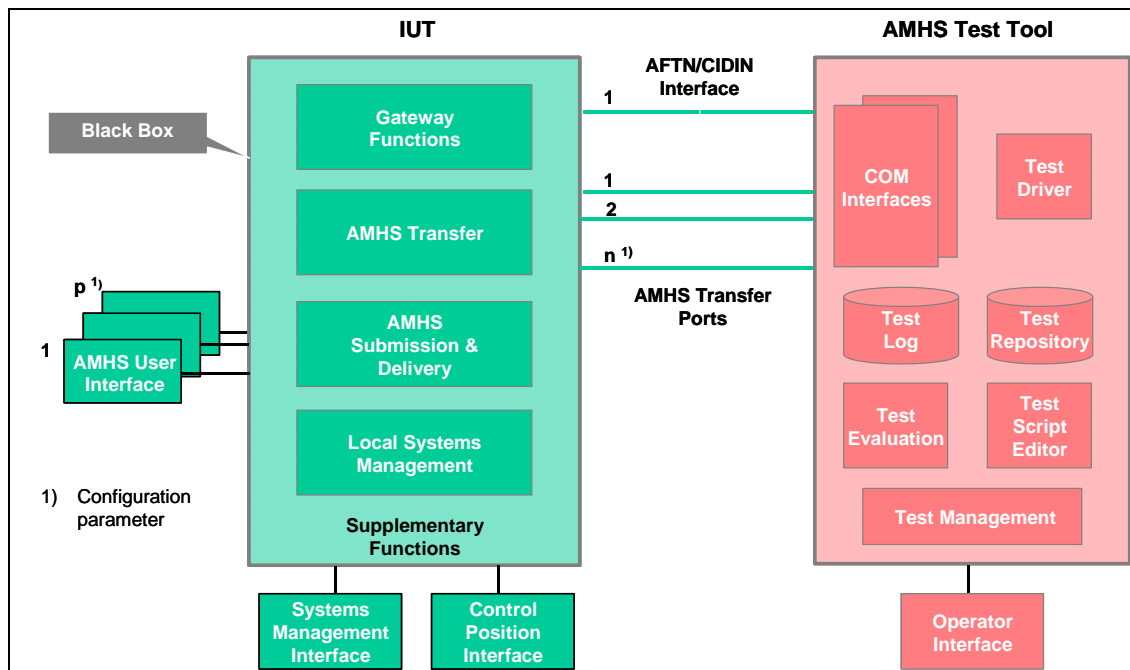 IUT
AMHS Test Tool
AFTN/CIDIN
Interface
1
Black Box
Gateway
Functions
COM
Interfaces
Test
Driver
1
2
AMHS Transfer
n 1)
AMHS Transfer
Ports
p 1)
1
AMHS User
Interface
AMHS
Submission &
Delivery
Test
Log
Test
Repository
Local Systems
Management
Test
Evaluation
Test
Script
Editor
1) Configuration
parameter
Test Management
Supplementary
Functions
Systems
Management
Interface
Control
Position
Interface
Operator
Interface